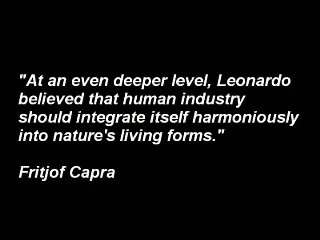 "At an even deeper level, Leonardo
believed that human industry
should integrate itself harmoniously
into nature's living forms."
Fritjof Capra